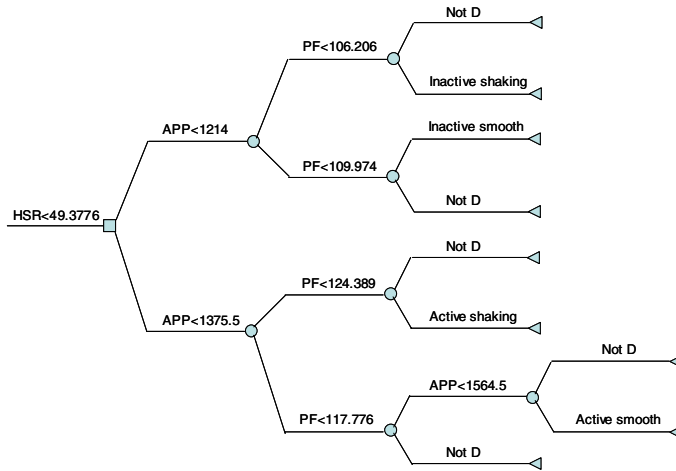 Not D
PF<106.206
Inactive shaking
APP<1214
Inactive smooth
PF<109.974
Not D
HSR<49.3776
Not D
PF<124.389
Active shaking
APP<1375.5
Not D
APP<1564.5
PF<117.776
Active smooth
Not D